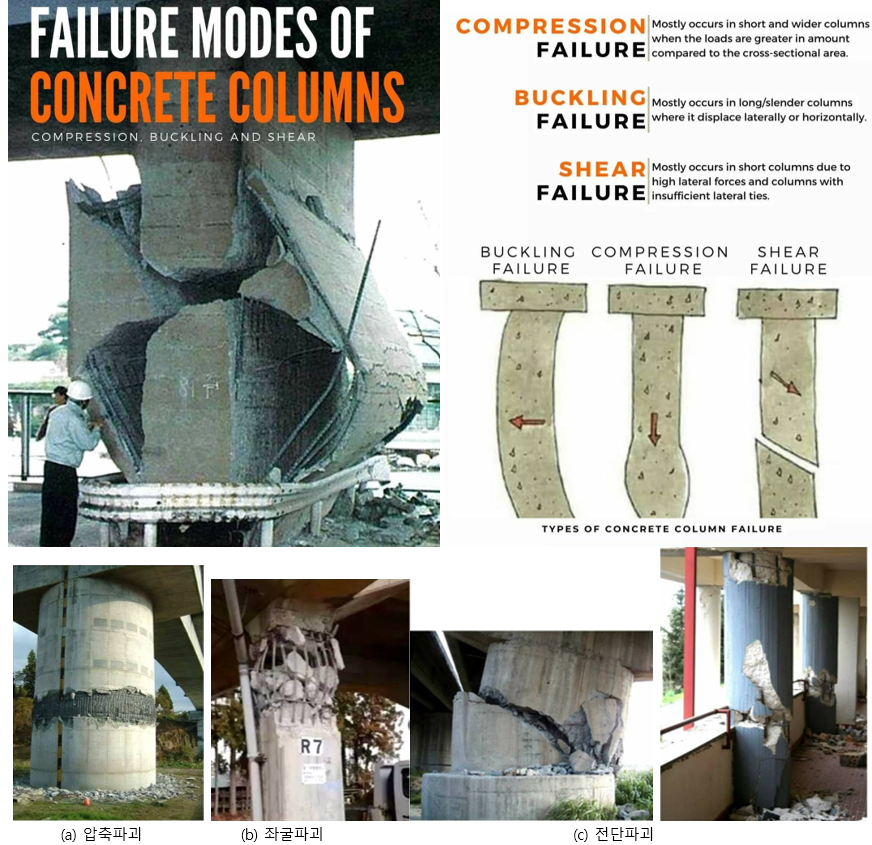 FAILURE MODES OF
CONCRETE COLUMNS
COMPRESSION, BUCKLING AND SHEAR
COMPRESSION
FAILURE
Mostly occurs in short and wider columns
when the loads are greater in amount
compared to the cross-sectional area.
BUCKLING
FAILURE
Mostly occurs in long/slender columns
where it displace laterally or horizontally.
SHEAR
FAILURE
Mostly occurs in short columns due to
high lateral forces and columns with
insufficient lateral ties.
BUCKLING
FAILURE
COMPRESSION
FAILURE
SHEAR
FAILURE
TYPES OF CONCRETE COLUMN FAILURE
R7
(a) 압축파괴
(b) 좌굴파괴
(c) 전단파괴